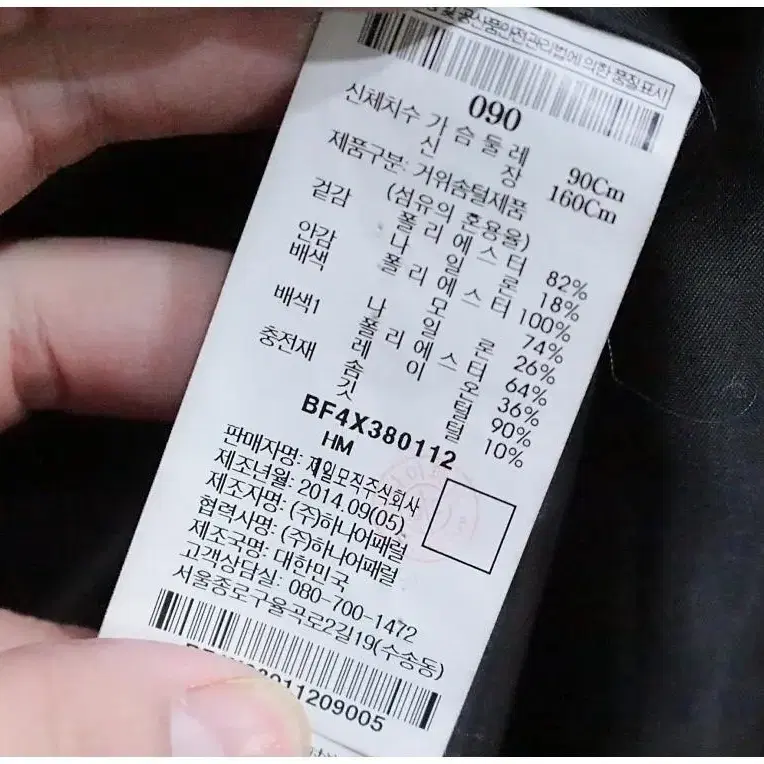 및 공산품안전관리법에 의한 품질표시
090
신체치수 가슴둘레 90Cm
신장 160Cm
제품구분: 거위솜털제품
(섬유의 혼용율)
겉감 폴리에스터 82%
나일론 18%
안감 폴리에스터 100%
배색 모 74%
나일론 26%
배색1 폴리에스터 64%
레이온 36%
충전재 솜털 90%
깃털 10%
BF4X380112
HM
판매자명: 제일모직주식회사
제조년월: 2014.09(05)
제조자명: (주)하나어패럴
협력사명: (주)하나어패럴
제조국명: 대한민국
고객상담실: 080-700-1472
서울종로구율곡로2길19(수송동)
11209005